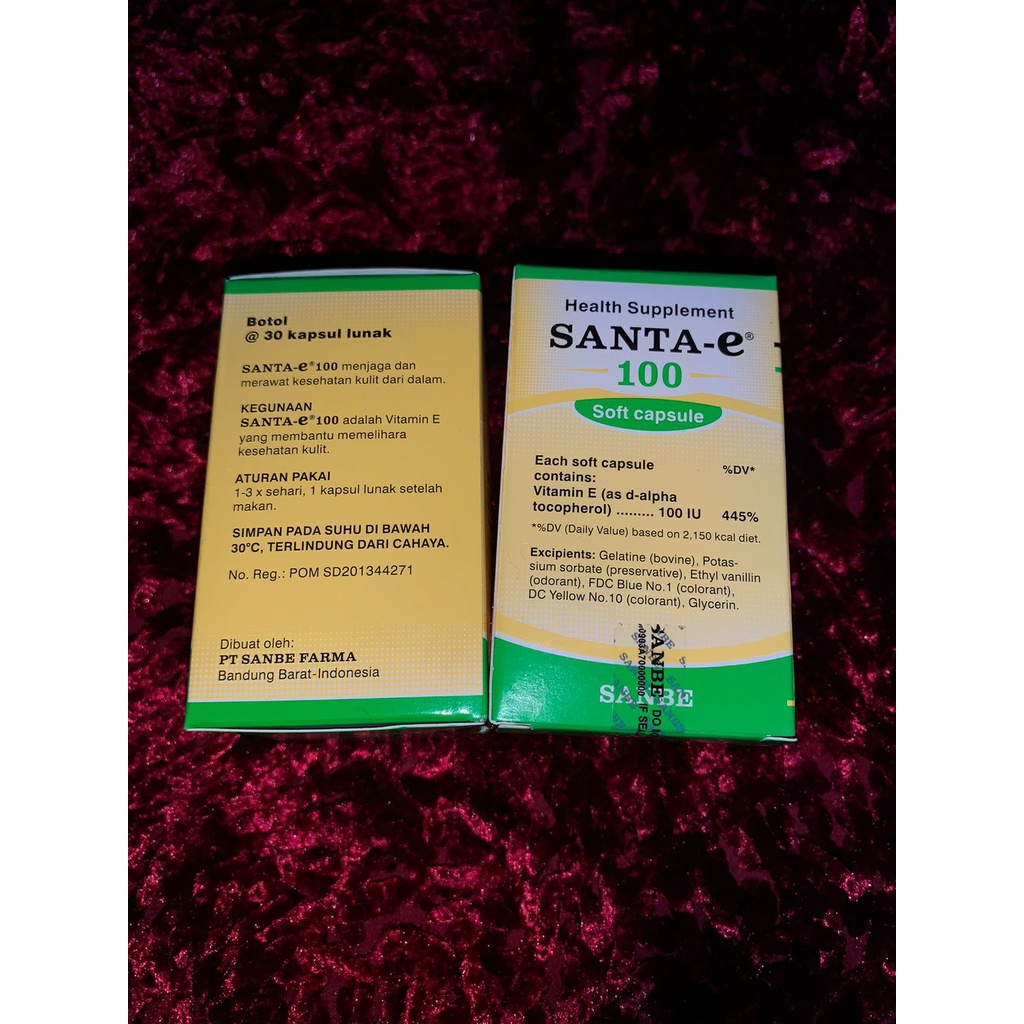 Botol
@ 30 kapsul lunak
SANTA-e®100 menjaga dan
merawat kesehatan kulit dari dalam.
KEGUNAAN
SANTA-e®100 adalah Vitamin E
yang membantu memelihara
kesehatan kulit.
ATURAN PAKAI
1-3 x sehari, 1 kapsul lunak setelah
makan.
SIMPAN PADA SUHU DI BAWAH
30°C, TERLINDUNG DARI CAHAYA.
No. Reg.: POM SD201344271
Dibuat oleh:
PT SANBE FARMA
Bandung Barat-Indonesia
Health Supplement
SANTA-e®
100
Soft capsule
Each soft capsule %DV*
contains:
Vitamin E (as d-alpha
tocopherol) ......... 100 IU 445%
*%DV (Daily Value) based on 2,150 kcal diet.
Excipients: Gelatine (bovine), Potas-
sium sorbate (preservative), Ethyl vanillin
(odorant), FDC Blue No.1 (colorant),
DC Yellow No.10 (colorant), Glycerin.
SANBE
SANBE DO
IF